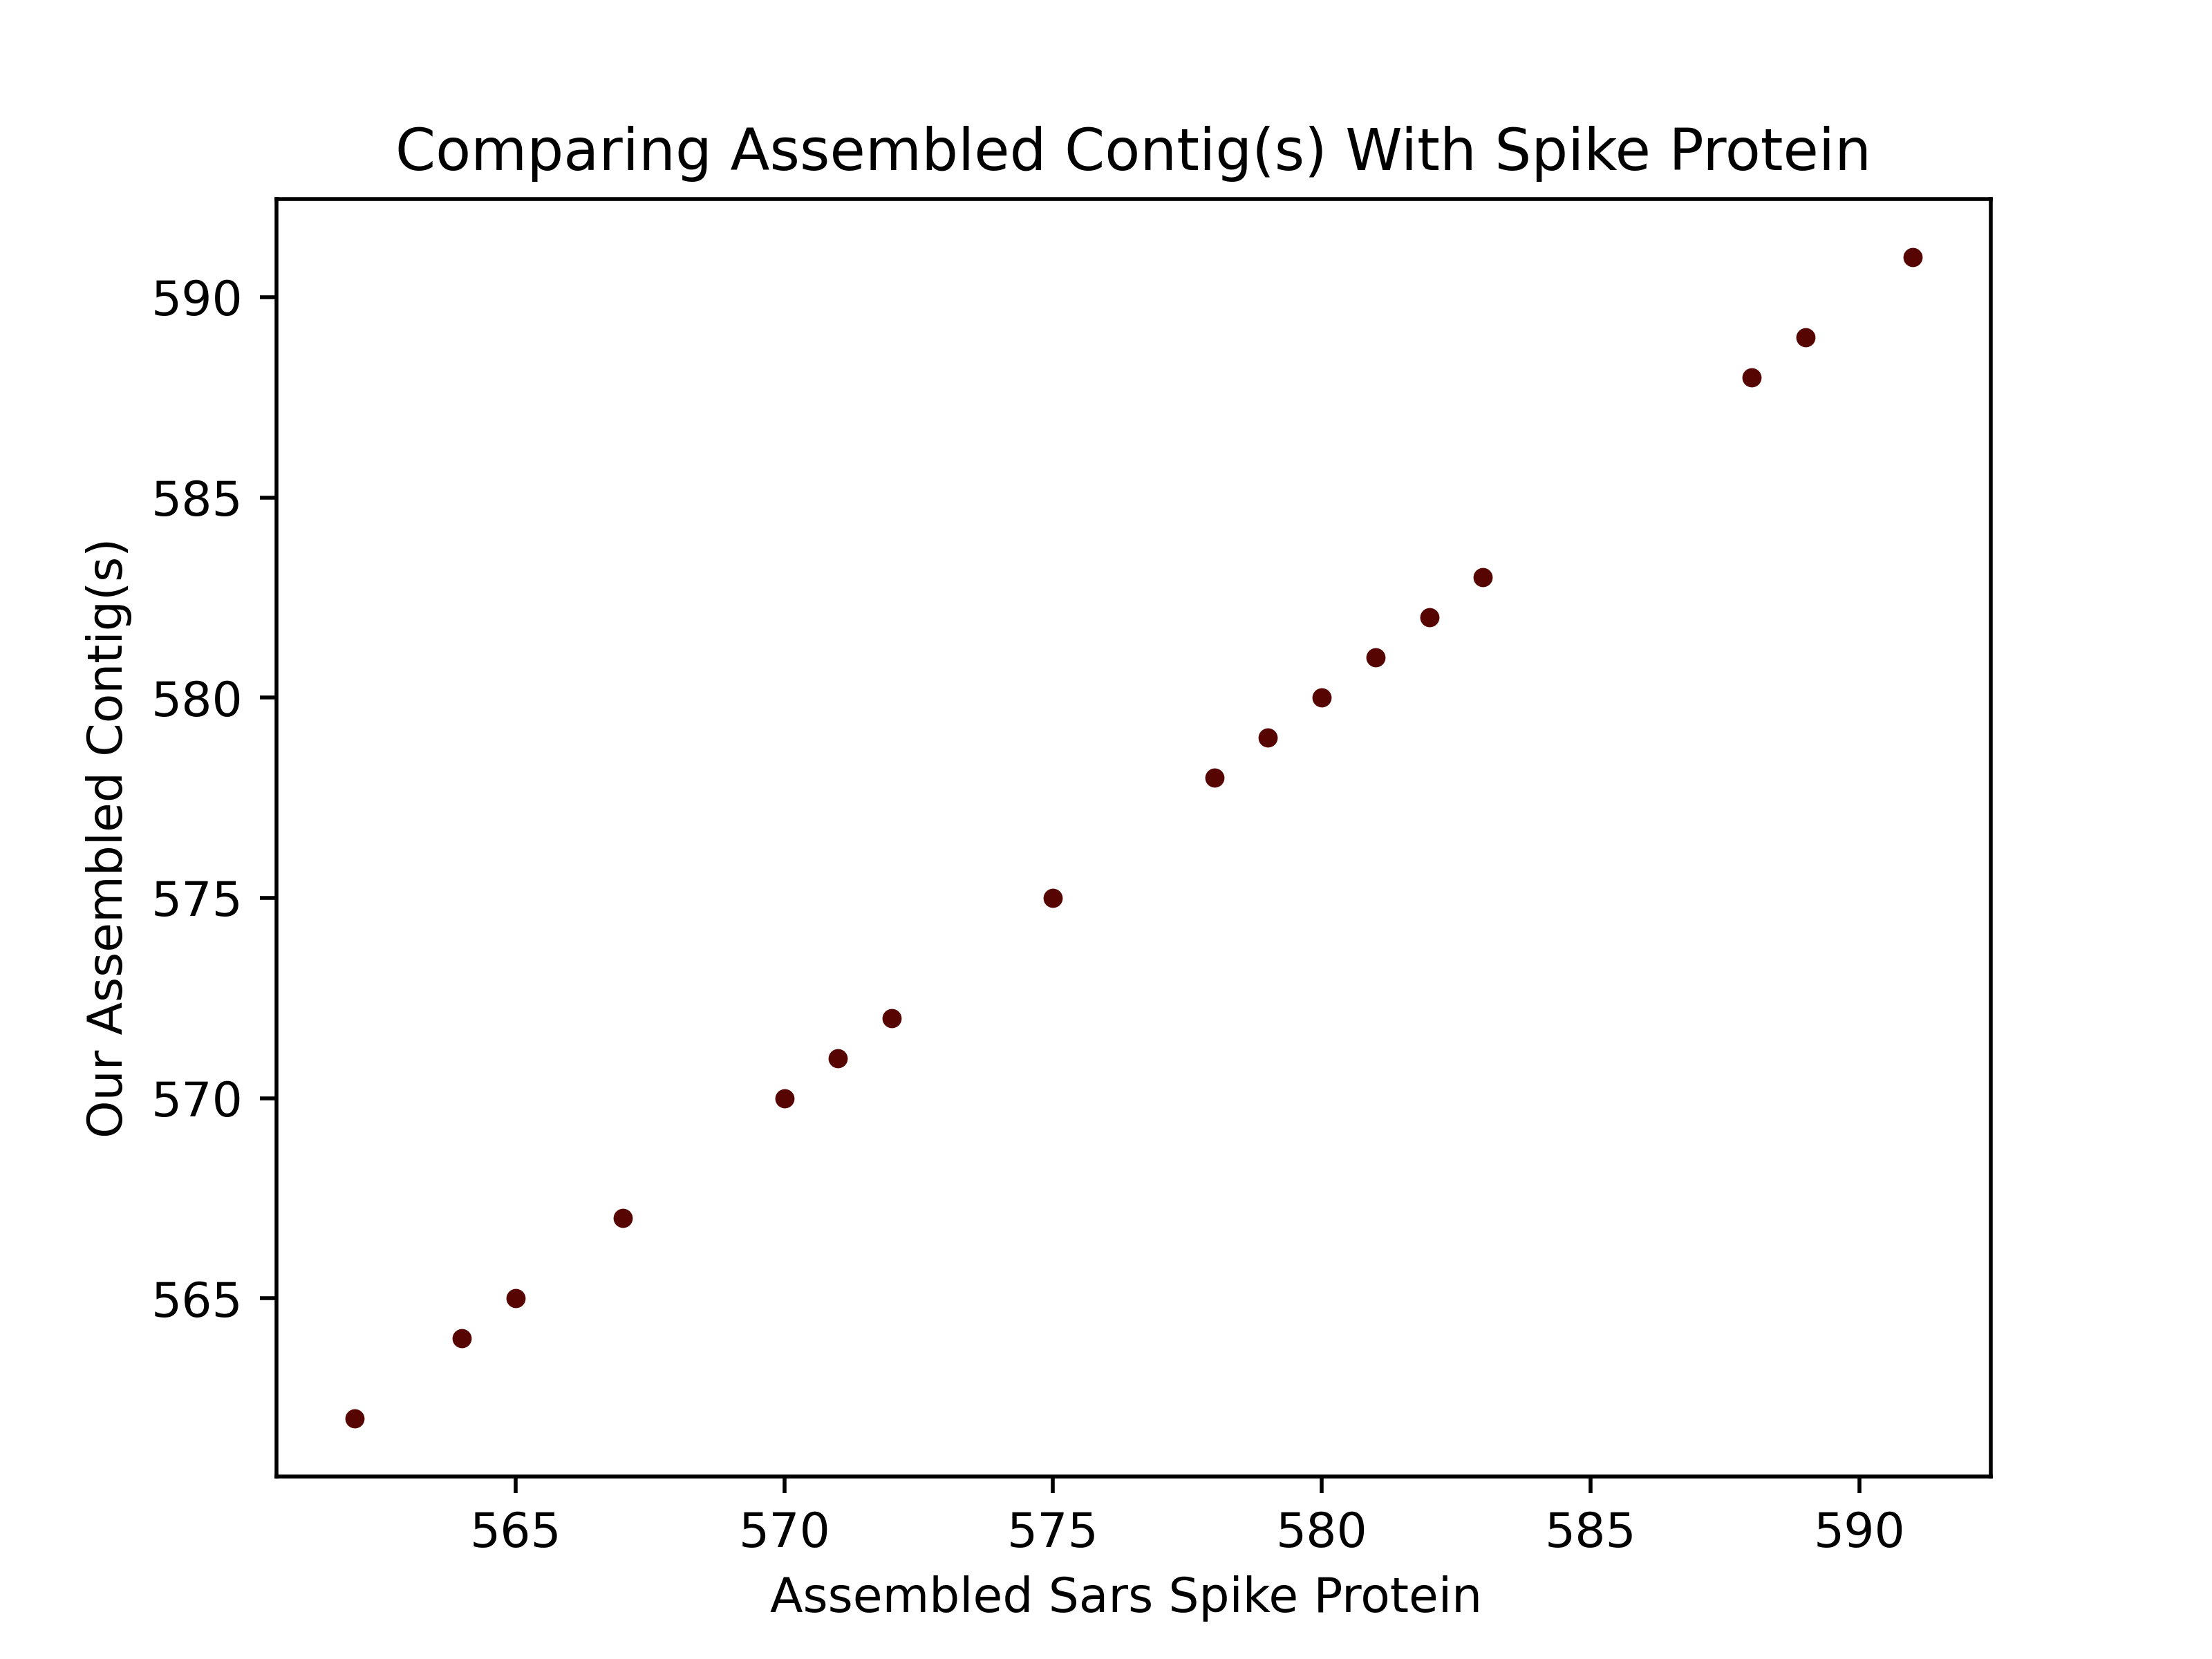 Comparing Assembled Contig(s) With Spike Protein
590
585
580
575
570
565
Our Assembled Contig(s)
565 570 575 580 585 590
Assembled Sars Spike Protein